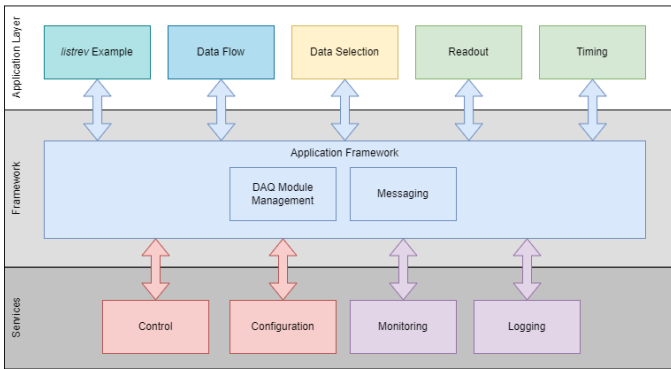 Application Layer
listrev Example
Data Flow
Data Selection
Readout
Timing
Framework
Application Framework
DAQ Module
Management
Messaging
Services
Control
Configuration
Monitoring
Logging